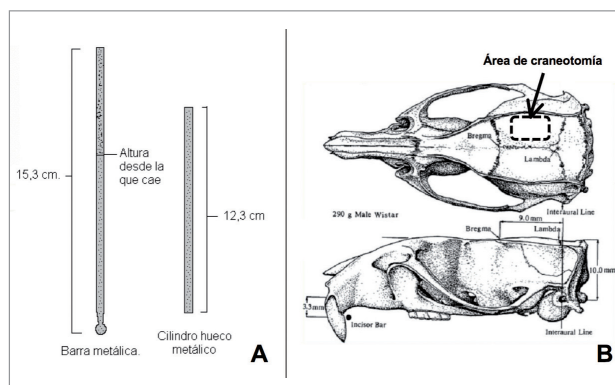 15,3 cm.
Altura
desde la
que cae
12,3 cm
Barra metálica.
Cilindro hueco
metálico
A
Área de craneotomía
Bregma
Lambda
Interaural Line
290 g Male Wistar
9.0 mm
Bregma
Lambda
10.0 mm
3.5 mm
Incisor Bar
Interaural
Line
B